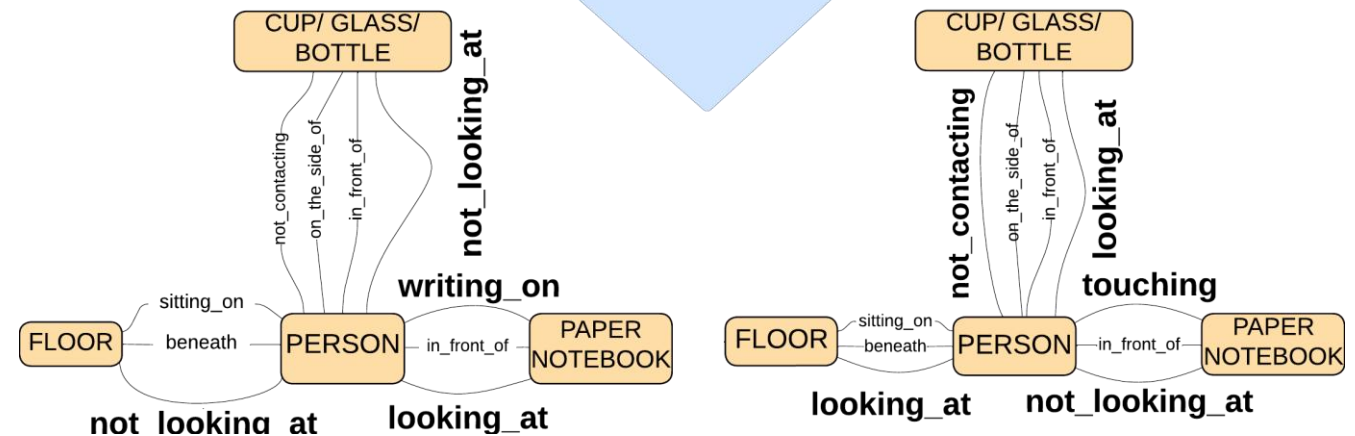 CUP/ GLASS/
BOTTLE
not_contacting
on_the_side_of
in_front_of
not_looking_at
writing_on
sitting_on
FLOOR
beneath
PERSON
in_front_of
PAPER
NOTEBOOK
not_looking_at
looking_at
CUP/ GLASS/
BOTTLE
not_contacting
on_the_side_of
in_front_of
looking_at
touching
sitting_on
FLOOR
beneath
PERSON
in_front_of
PAPER
NOTEBOOK
looking_at
not_looking_at